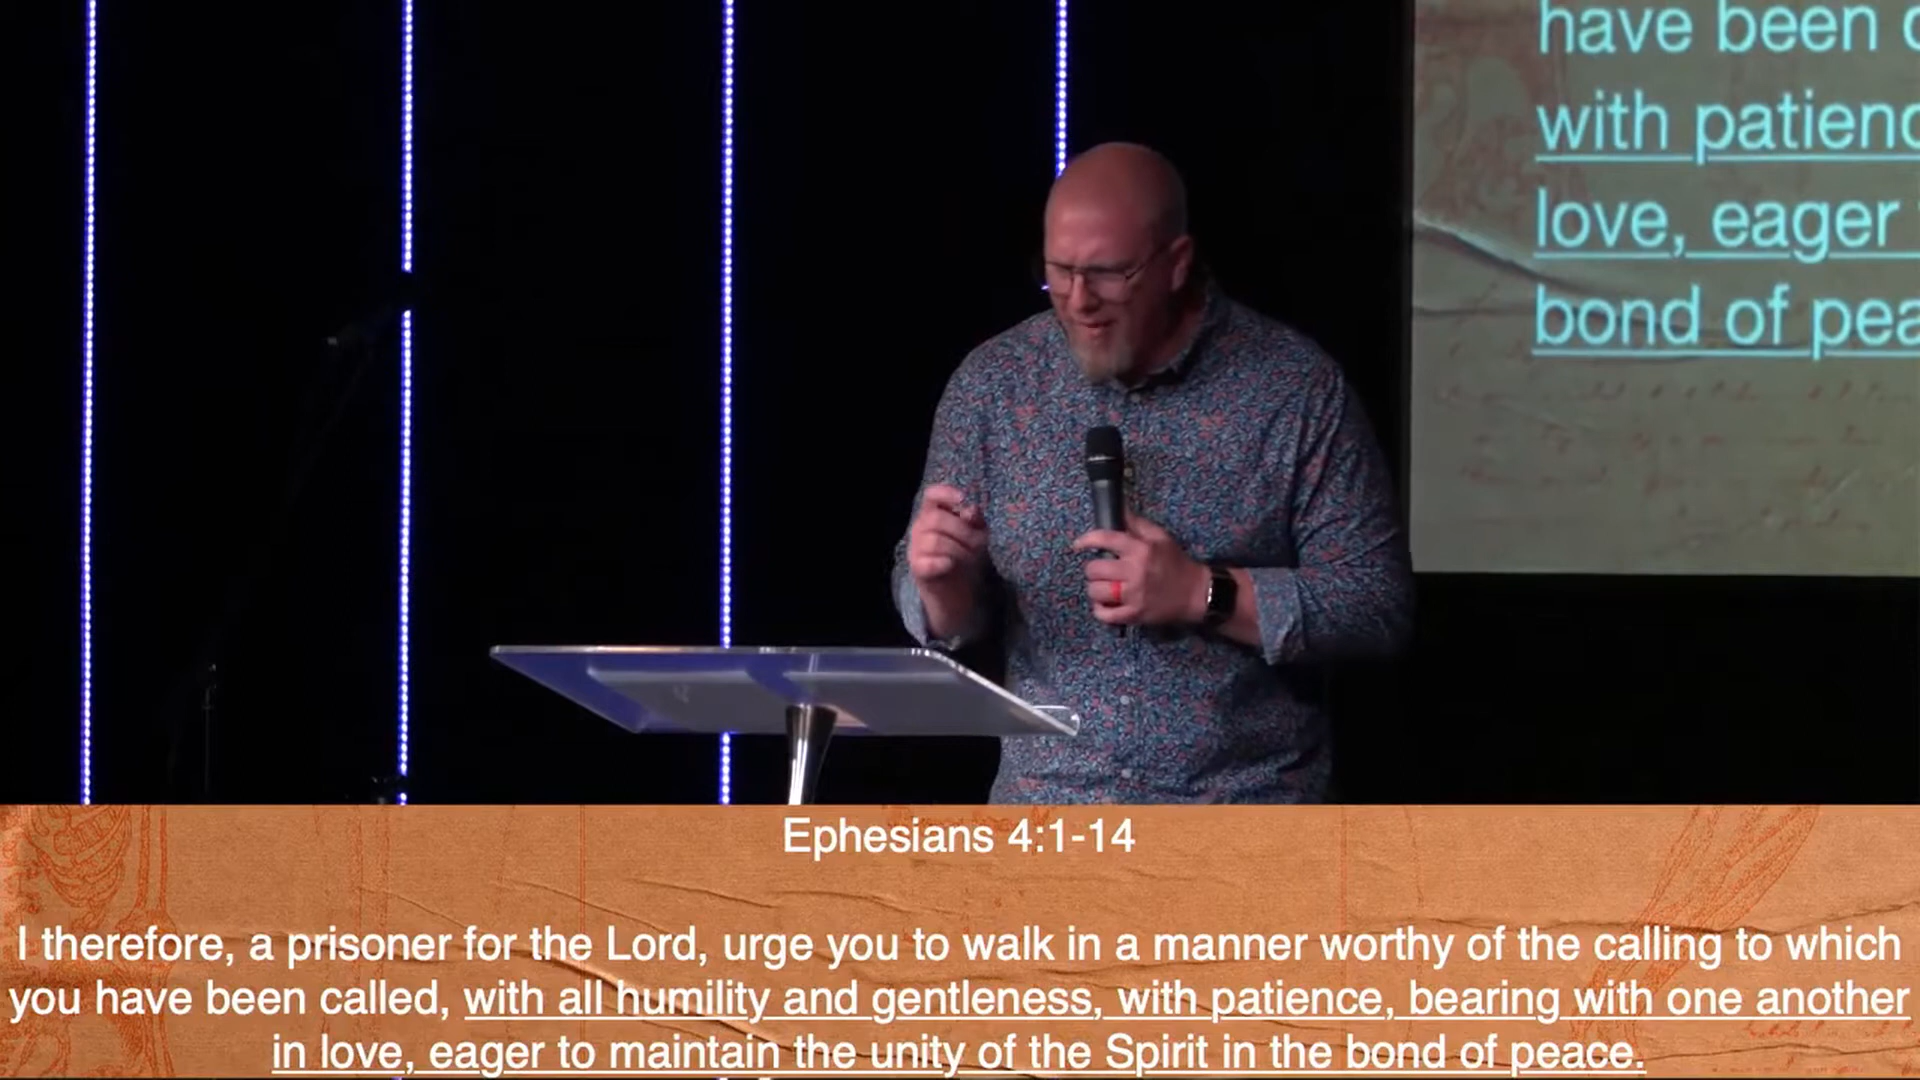 have been
with patienc
love, eager
bond of pea
Ephesians 4:1-14
I therefore, a prisoner for the Lord, urge you to walk in a manner worthy of the calling to which
you have been called, with all humility and gentleness, with patience, bearing with one another
in love, eager to maintain the unity of the Spirit in the bond of peace.